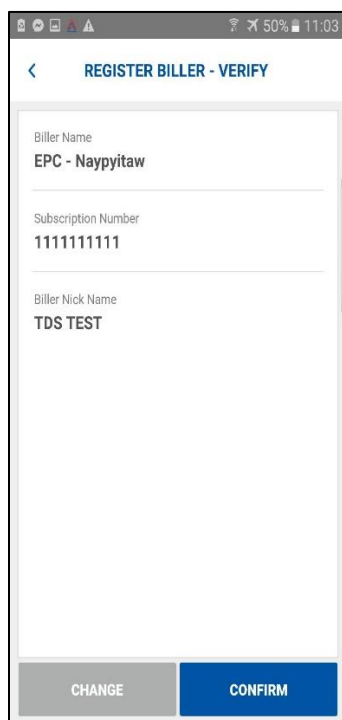 50% 11:03
REGISTER BILLER - VERIFY
Biller Name
EPC - Naypyitaw
Subscription Number
1111111111
Biller Nick Name
TDS TEST
CHANGE CONFIRM